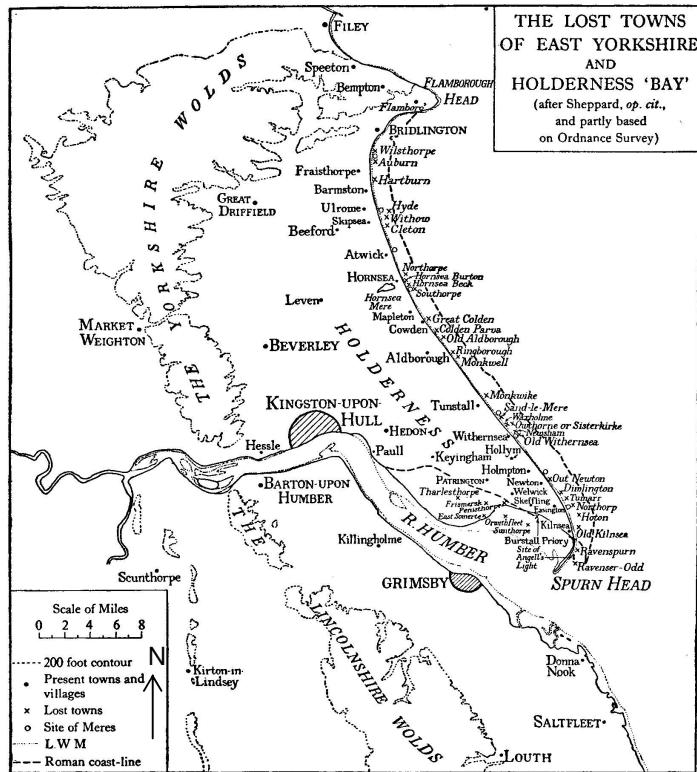 THE LOST TOWNS
OF EAST YORKSHIRE
AND
HOLDERNESS 'BAY'
(after Sheppard, op. cit.,
and partly based
on Ordnance Survey)
FILEY
Speeton
Bempton
FLAMBOROUGH
HEAD
Flamboro'
BRIDLINGTON
Wilsthorpe
Auburn
Fraisthorpe
Hartburn
Barmston
GREAT
DRIFFIELD
Ulrome
Hyde
Skipsea
Withow
Cleton
Beeford
Atwick
Northorpe
HORNSEA
Hornsea Burton
Hornsea Beck
Southorpe
Hornsea
Mere
Leven
Mapleton
Great Colden
Cowden
Colden Parva
Old Aldborough
MARKET
WEIGHTON
BEVERLEY
Aldborough
Ringborough
Monkwell
THE YORKSHIRE WOLDS
HOLDERNESS
Monkwike
Tunstall
Sand-le-Mere
Waxholme
Owthorne or Sisterkirke
Newsham
Old Withernsea
KINGSTON-UPON-
HULL
HEDON
Withernsea
Hollym
Hessle
Paull
Keyingham
Holmpton
BARTON-UPON
HUMBER
PATRINGTON
Tharlesthorpe
Newton
Welwick
Skeffling
Out Newton
Dimlington
Turmarr
Northorp
Hoton
Frismersk
Penisthorpe
East Somerte
Orwithfleet
Sunthorpe
Easington
Kilnsea
Old Kilnsea
Burstall Priory
Site of
Angell's
Light
Ravenspurn
Ravenser-Odd
SPURN HEAD
R. HUMBER
Killingholme
GRIMSBY
Scunthorpe
THE
LINCOLNSHIRE
WOLDS
Kirton-in-
Lindsey
Donna
Nook
SALTFLEET
LOUTH
Scale of Miles
0 2 4 6 8
N
200 foot contour
Present towns and
villages
Lost towns
Site of Meres
L.W M
Roman coast-line